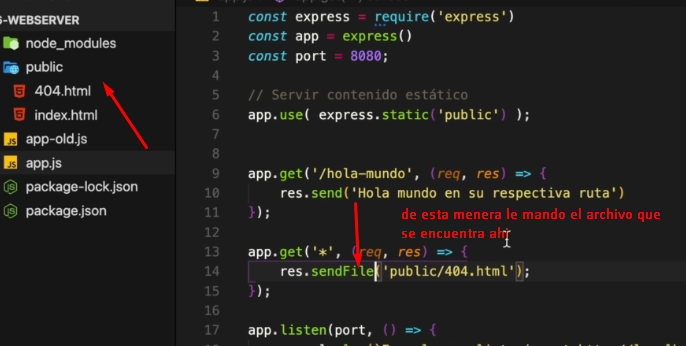 5-WEBSERVER
node_modules
public
404.html
index.html
JS app-old.js
JS app.js
package-lock.json
package.json
1 const express = require('express')
2 const app = express()
3 const port = 8080;
4
5 // Servir contenido estático
6 app.use( express.static('public') );
7
8
9 app.get('/hola-mundo', (req, res) => {
10 res.send('Hola mundo en su respectiva ruta')
11 });
12
13 app.get('*', (req, res) => {
14 res.sendFile('public/404.html');
15 });
16
17 app.listen(port, () => {
de esta menera le mando el archivo que
se encuentra ahi